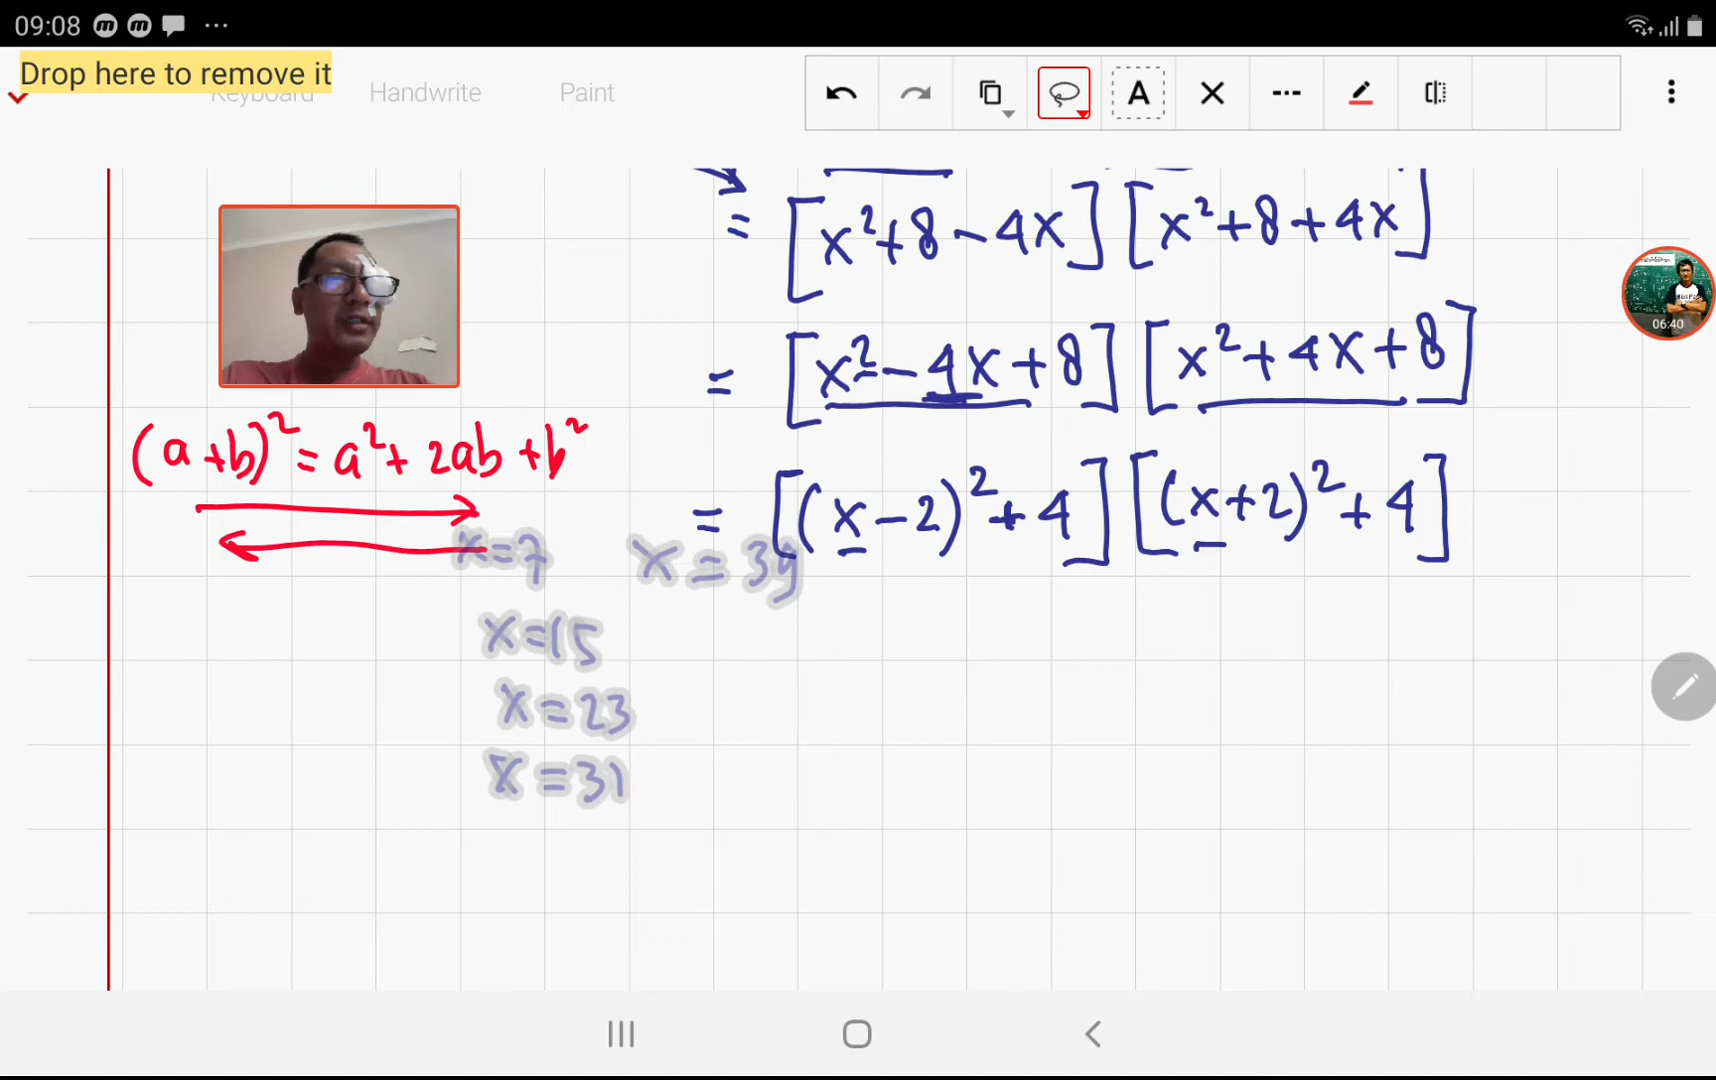 09:08
Drop here to remove it
Keyboard Handwrite Paint
A
= [x²+8-4x] [x²+8+4x]
= [x²-4x+8] [x²+4x+8]
(a+b)² = a²+ 2ab +b²
= [(x-2)²+4] [(x+2)²+4]
x=7 x=39
x=15
x=23
x=31
06:40